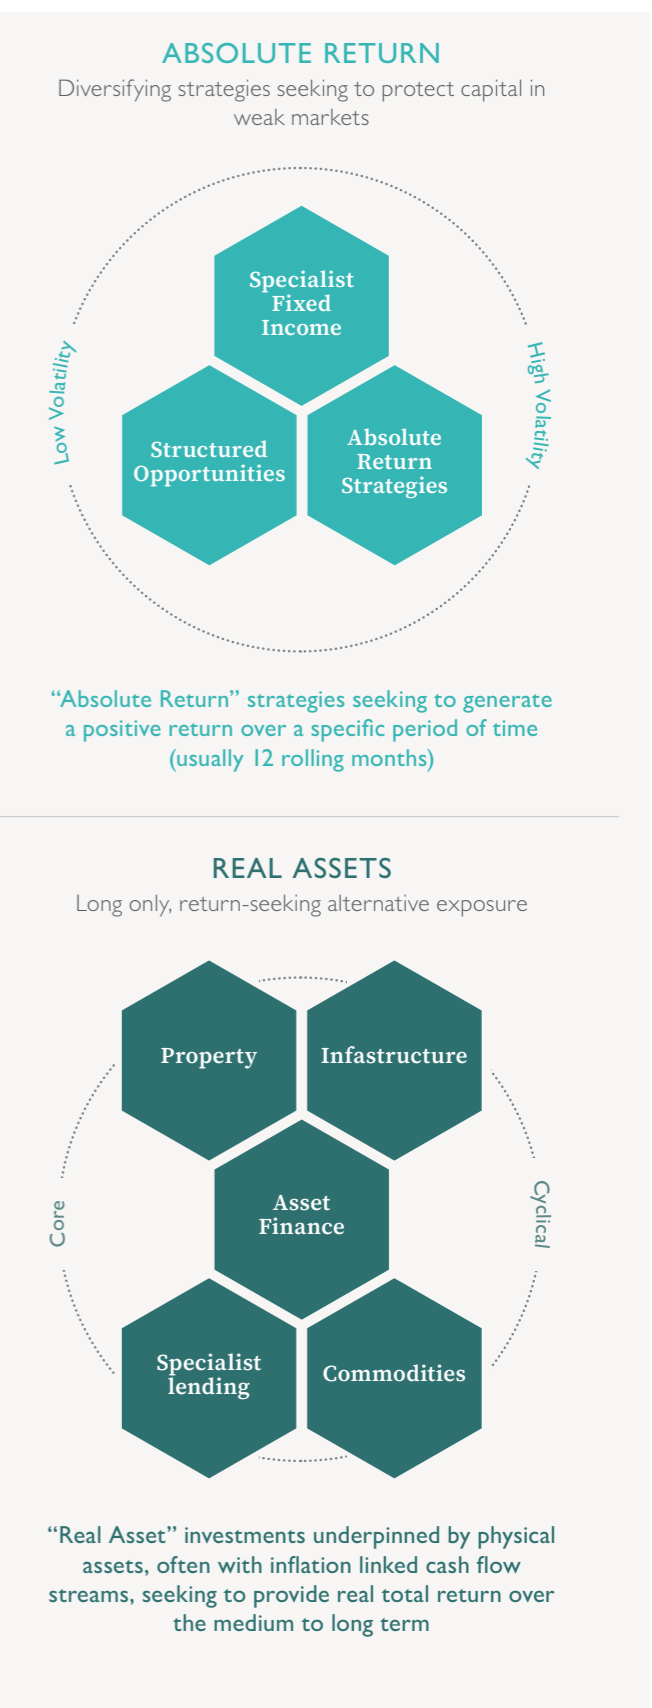 ABSOLUTE RETURN
Diversifying strategies seeking to protect capital in
weak markets
Specialist
Fixed
Income
Low Volatility
High Volatility
Structured
Opportunities
Absolute
Return
Strategies
“Absolute Return” strategies seeking to generate
a positive return over a specific period of time
(usually 12 rolling months)
REAL ASSETS
Long only, return-seeking alternative exposure
Property
Infastructure
Asset
Finance
Core
Cyclical
Specialist
lending
Commodities
“Real Asset” investments underpinned by physical
assets, often with inflation linked cash flow
streams, seeking to provide real total return over
the medium to long term